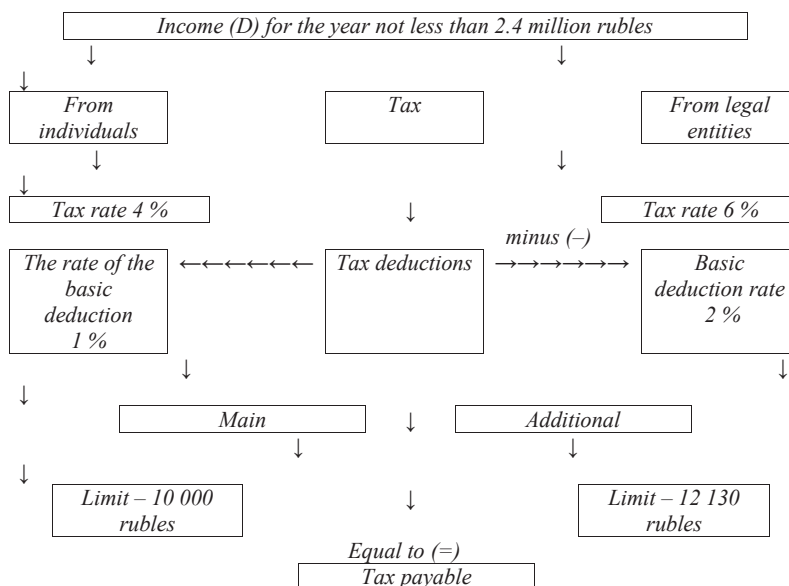 Income (D) for the year not less than 2.4 million rubles
↓ ↓
↓
From individuals
Tax
From legal entities
↓ ↓
↓
Tax rate 4 %
↓
Tax rate 6 %
minus (–)
The rate of the
basic
deduction
1 %
←←←←←←
Tax deductions
→→→→→→
Basic
deduction rate
2 %
↓ ↓
↓
Main
↓
Additional
↓ ↓
↓
Limit – 10 000
rubles
↓
Limit – 12 130
rubles
Equal to (=)
Tax payable